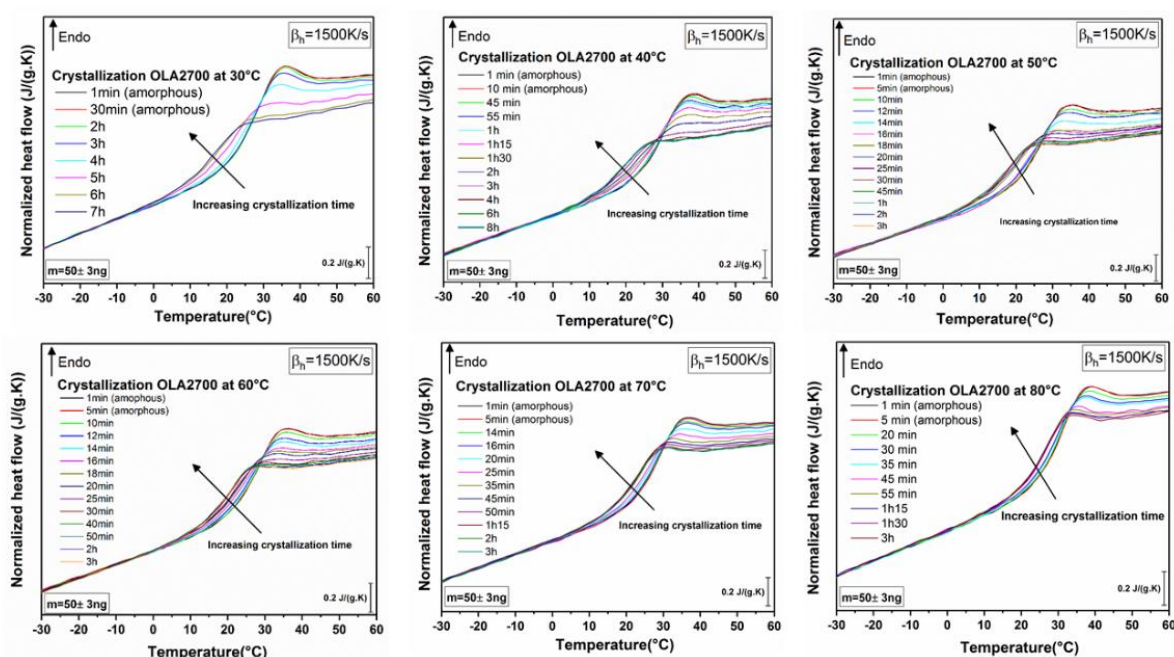 Normalized heat flow (J/(g.K))
Endo
βh=1500K/s
Crystallization OLA2700 at 30°C
1min (amorphous)
30min (amorphous)
2h
3h
4h
5h
6h
7h
Increasing crystallization time
m=50± 3ng
0.2 J/(g.K)
-30 -20 -10 0 10 20 30 40 50 60
Temperature(°C)
Normalized heat flow (J/(g.K))
Endo
βh=1500K/s
Crystallization OLA2700 at 40°C
1 min (amorphous)
10 min (amorphous)
45 min
55 min
1h
1h15
1h30
2h
3h
4h
6h
8h
Increasing crystallization time
m=50± 3ng
0.2 J/(g.K)
-30 -20 -10 0 10 20 30 40 50 60
Temperature(°C)
Normalized heat flow (J/(g.K))
Endo
βh=1500K/s
Crystallization OLA2700 at 50°C
1min (amorphous)
5min (amorphous)
10min
12min
14min
16min
18min
20min
25min
30min
45min
1h
2h
3h
Increasing crystallization time
m=50± 3ng
0.2 J/(g.K)
-30 -20 -10 0 10 20 30 40 50 60
Temperature(°C)
Normalized heat flow (J/(g.K))
Endo
βh=1500K/s
Crystallization OLA2700 at 60°C
1min (amophous)
5min (amorphous)
10min
12min
14min
16min
18min
20min
25min
30min
40min
50min
2h
3h
Increasing crystallization time
m=50± 3ng
0.2 J/(g.K)
-30 -20 -10 0 10 20 30 40 50 60
Temperature(°C)
Normalized heat flow (J/(g.K))
Endo
βh=1500K/s
Crystallization OLA2700 at 70°C
1min (amorphous)
5min (amorphous)
14min
16min
20min
25min
35min
45min
50min
1h15
2h
3h
Increasing crystallization time
m=50± 3ng
0.2 J/(g.K)
-30 -20 -10 0 10 20 30 40 50 60
Temperature(°C)
Normalized heat flow (J/(g.K))
Endo
βh=1500K/s
Crystallization OLA2700 at 80°C
1 min (amorphous)
5 min (amorphous)
20 min
30 min
35 min
45 min
55 min
1h15
1h30
3h
Increasing crystallization time
m=50± 3ng
0.2 J/(g.K)
-30 -20 -10 0 10 20 30 40 50 60
Temperature(°C)